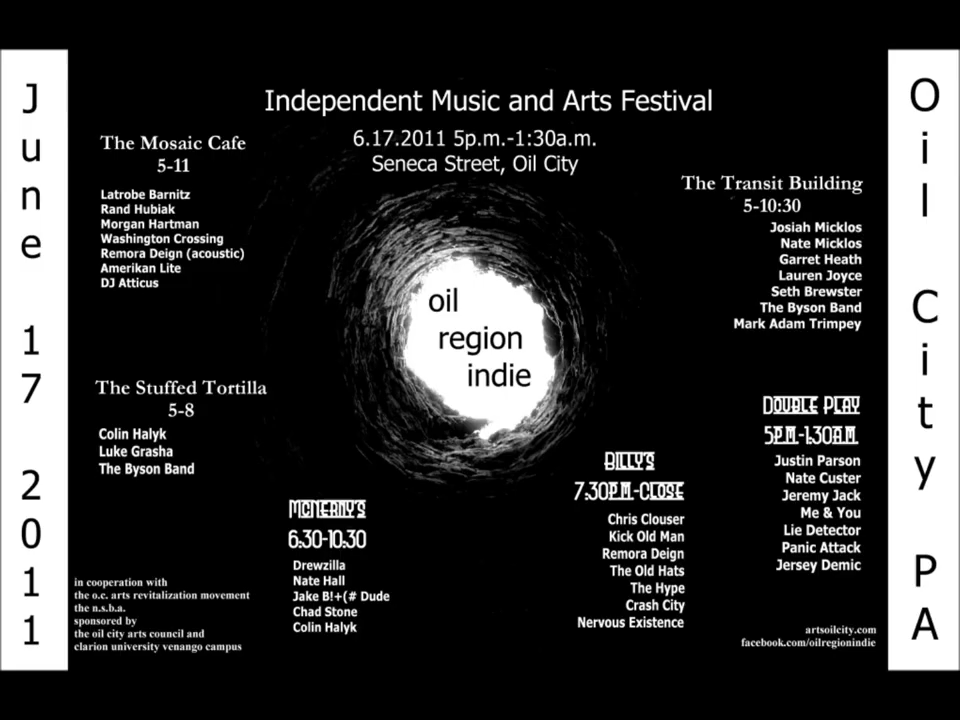 June 17 2011
Independent Music and Arts Festival
6.17.2011 5p.m.-1:30a.m.
Seneca Street, Oil City
The Mosaic Cafe
5-11
Latrobe Barnitz
Rand Hubiak
Morgan Hartman
Washington Crossing
Remora Deign (acoustic)
Amerikan Lite
DJ Atticus
The Transit Building
5-10:30
Josiah Micklos
Nate Micklos
Garret Heath
Lauren Joyce
Seth Brewster
The Byson Band
Mark Adam Trimpey
oil
region
indie
The Stuffed Tortilla
5-8
Colin Halyk
Luke Grasha
The Byson Band
McNerny's
6:30-10:30
Drewzilla
Nate Hall
Jake B!+(# Dude
Chad Stone
Colin Halyk
Billy's
7:30p.m.-Close
Chris Clouser
Kick Old Man
Remora Deign
The Old Hats
The Hype
Crash City
Nervous Existence
Double Play
5p.m.-1:30a.m.
Justin Parson
Nate Custer
Jeremy Jack
Me & You
Lie Detector
Panic Attack
Jersey Demic
in cooperation with
the o.c. arts revitalization movement
the n.s.b.a.
sponsored by
the oil city arts council and
clarion university venango campus
artsoilcity.com
facebook.com/oilregionindie
Oil City PA